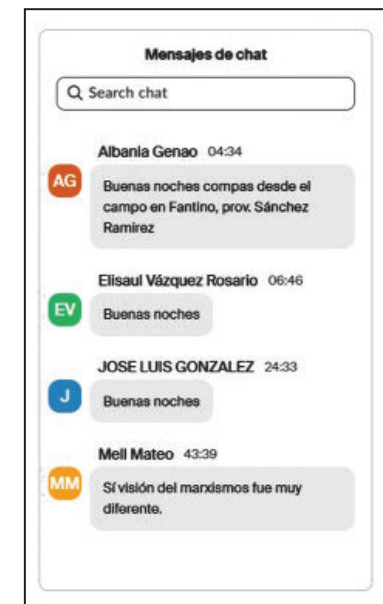 Mensajes de chat
Search chat
Albania Genao 04:34
AG
Buenas noches compas desde el
campo en Fantino, prov. Sánchez
Ramirez
Elisaul Vázquez Rosario 06:46
EV
Buenas noches
JOSE LUIS GONZALEZ 24:33
J
Buenas noches
Mell Mateo 43:39
MM
Sí visión del marxismos fue muy
diferente.